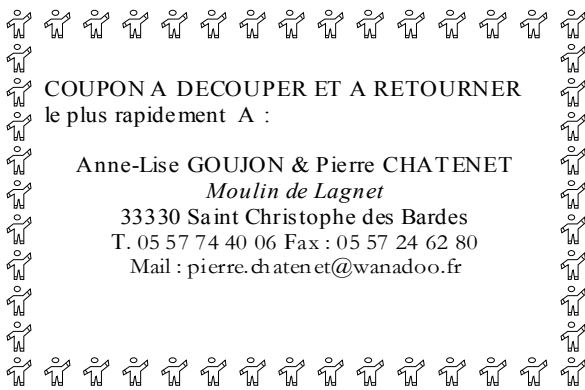 COUPON A DECOUPER ET A RETOURNER
le plus rapidement A :
Anne-Lise GOUJON & Pierre CHATENET
Moulin de Lagnet
33330 Saint Christophe des Bardes
T. 05 57 74 40 06 Fax : 05 57 24 62 80
Mail : pierre.chatenet@wanadoo.fr